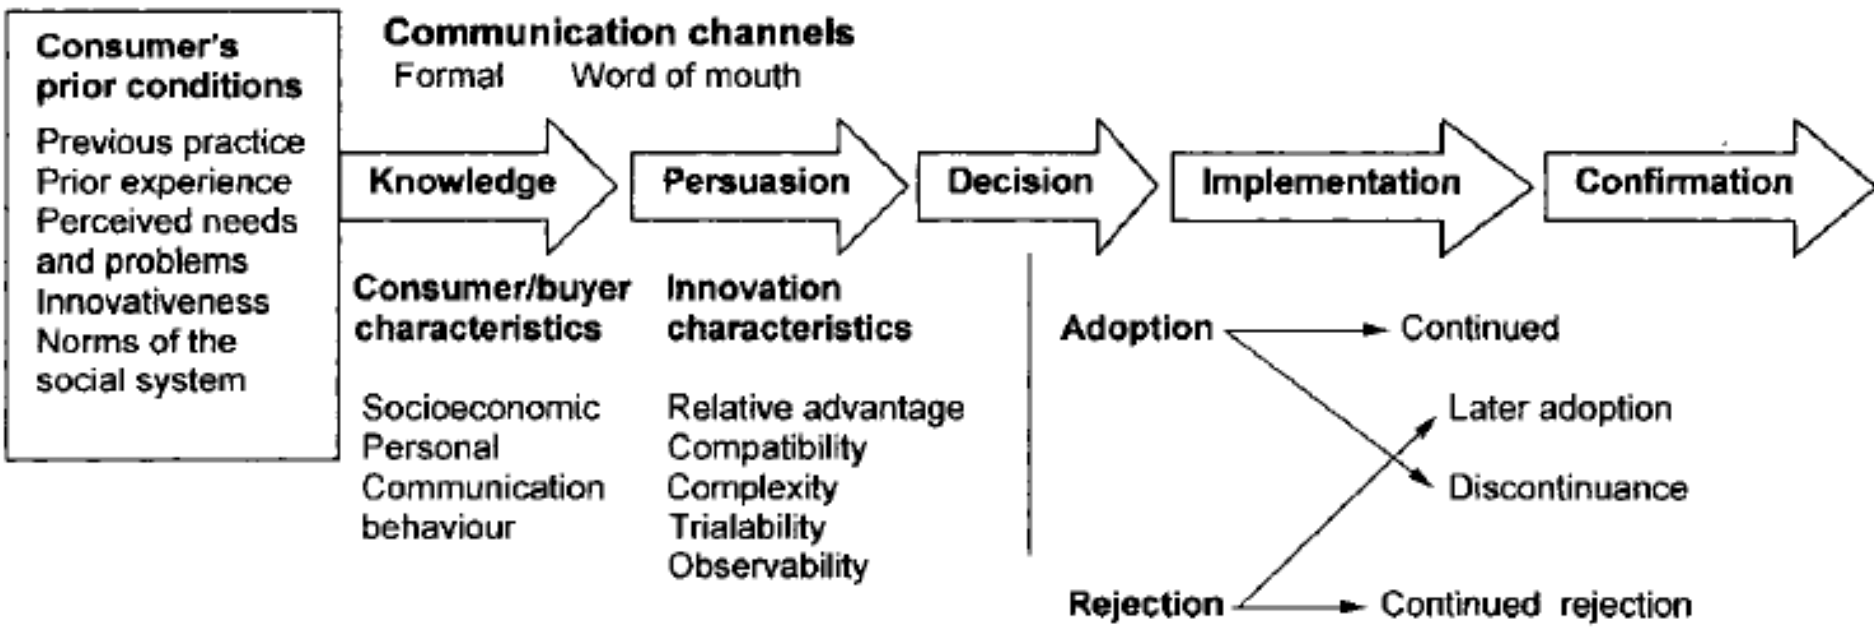 Consumer's
prior conditions
Previous practice
Prior experience
Perceived needs
and problems
Innovativeness
Norms of the
social system
Communication channels
Formal Word of mouth
Knowledge
Persuasion
Decision
Implementation
Confirmation
Consumer/buyer
characteristics
Socioeconomic
Personal
Communication
behaviour
Innovation
characteristics
Relative advantage
Compatibility
Complexity
Trialability
Observability
Adoption
Continued
Later adoption
Discontinuance
Rejection
Continued rejection